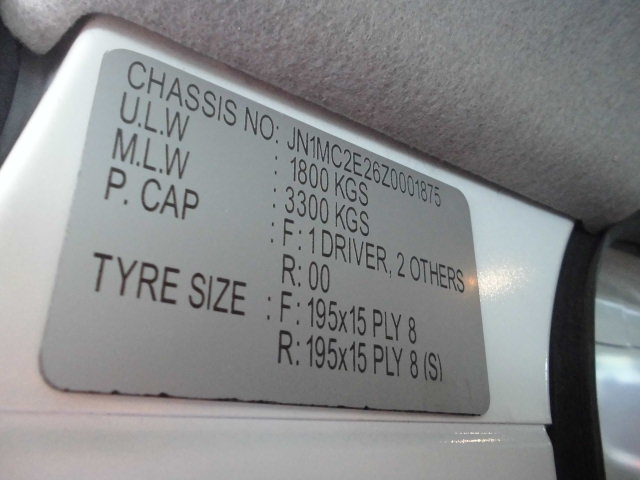 CHASSIS NO: JN1MC2E26Z0001875
U.L.W : 1800 KGS
M.L.W : 3300 KGS
P. CAP : F: 1 DRIVER, 2 OTHERS
R: 00
TYRE SIZE : F: 195x15 PLY 8
R: 195x15 PLY 8 (S)